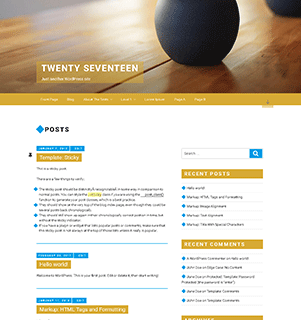 TWENTY SEVENTEEN
Just another WordPress site
Front Page Blog About The Tests Level 1 Lorem Ipsum Page A Page B
POSTS
Template: Sticky
This is a sticky post.
There are a few things to verify:
The sticky post should be distinctly recognizable in some way in comparison to
normal posts. You can style the
function to generate your post classes, which is a best practice.
They should show at the very top of the blog index page, even though they could be
several posts back chronologically.
They should still show up again in their chronologically correct position in time, but
without the sticky indicator.
If you have a plugin or widget that lists popular posts or comments, make sure that
this sticky post is not always at the top of those lists unless it really is popular.
Hello world!
Welcome to WordPress. This is your first post. Edit or delete it, then start writing!
Markup: HTML Tags and Formatting
Search
RECENT POSTS
Hello world!
Markup: HTML Tags and Formatting
Markup: Image Alignment
Markup: Text Alignment
Markup: Title With Special Characters
RECENT COMMENTS
A WordPress Commenter on Hello world!
John Doe on Edge Case: No Content
John Doe on Protected: Template: Password
Protected (the password is "enter")
Jane Doe on Template: Comments
Jane Doe on Template: Comments
John Doe on Template: Comments